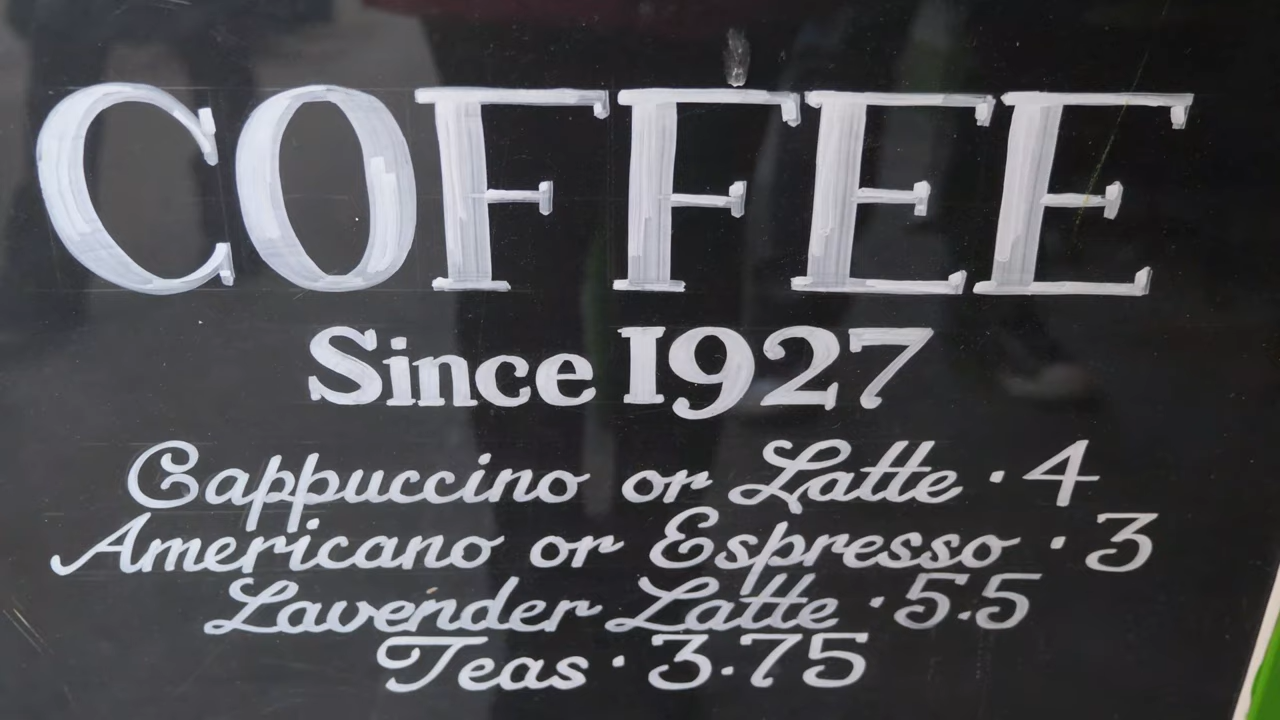 COFFEE
Since 1927
Cappuccino or Latte · 4
Americano or Espresso · 3
Lavender Latte · 5.5
Teas · 3.75